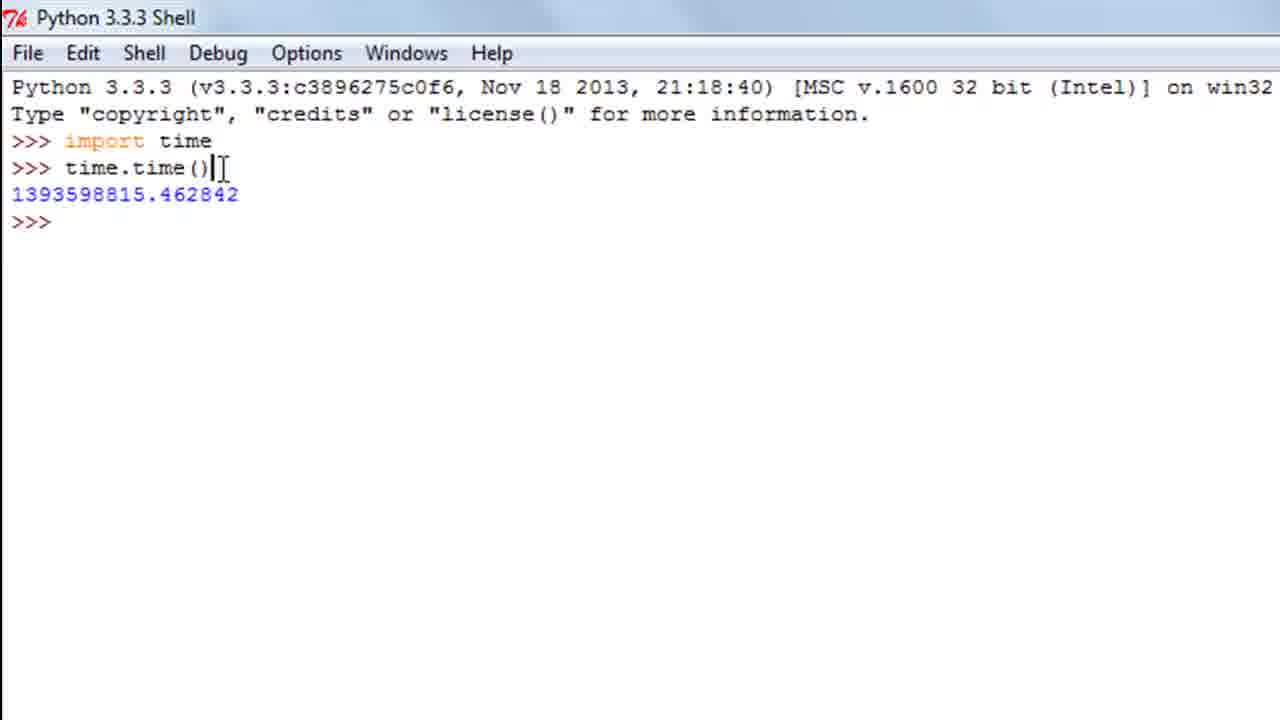 Python 3.3.3 Shell
File Edit Shell Debug Options Windows Help
Python 3.3.3 (v3.3.3:c3896275c0f6, Nov 18 2013, 21:18:40) [MSC v.1600 32 bit (Intel)] on win32
Type "copyright", "credits" or "license()" for more information.
>>> import time
>>> time.time()
1393598815.462842
>>>